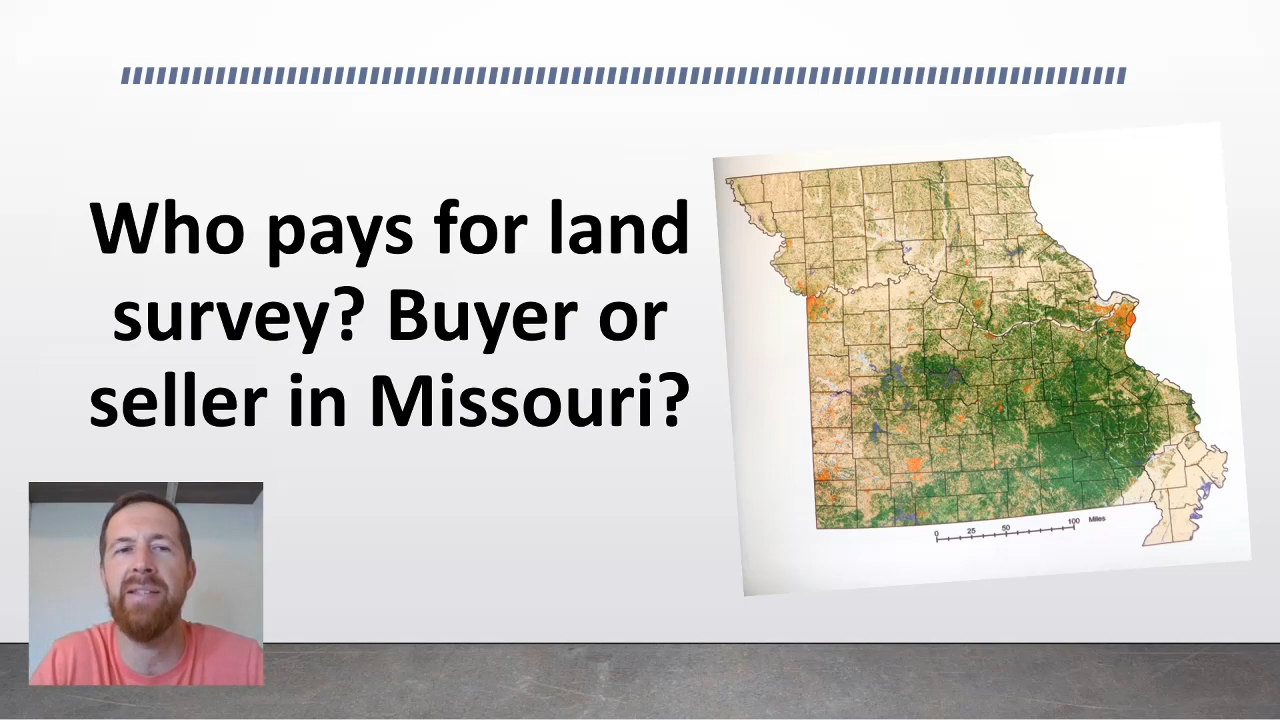 Who pays for land
survey? Buyer or
seller in Missouri?
0 25 50 100 Miles